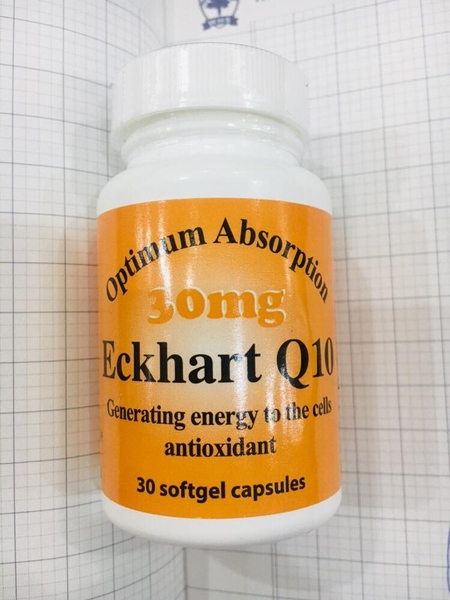 Optimum Absorption
30mg
Eckhart Q10
Generating energy to the cells
antioxidant
30 softgel capsules